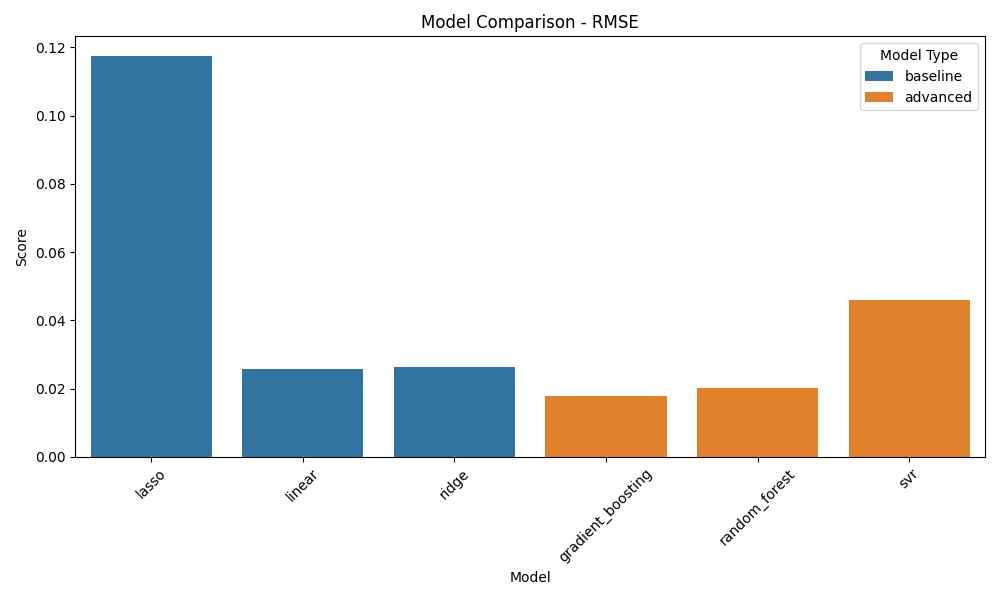 Model Comparison - RMSE
Model Type
baseline
advanced
Score
0.12
0.10
0.08
0.06
0.04
0.02
0.00
lasso
linear
ridge
gradient_boosting
random_forest
svr
Model